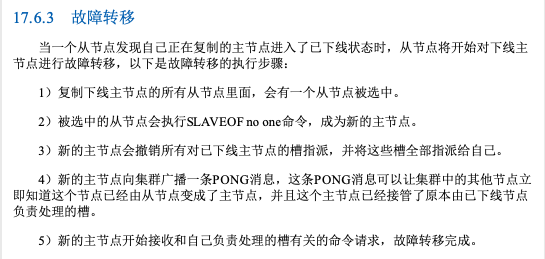 17.6.3 故障转移
当一个从节点发现自己正在复制的主节点进入了已下线状态时，从节点将开始对下线主
节点进行故障转移，以下是故障转移的执行步骤：
1）复制下线主节点的所有从节点里面，会有一个从节点被选中。
2）被选中的从节点会执行SLAVEOF no one命令，成为新的主节点。
3）新的主节点会撤销所有对已下线主节点的槽指派，并将这些槽全部指派给自己。
4）新的主节点向集群广播一条PONG消息，这条PONG消息可以让集群中的其他节点立
即知道这个节点已经由从节点变成了主节点，并且这个主节点已经接管了原本由已下线节点
负责处理的槽。
5）新的主节点开始接收和自己负责处理的槽有关的命令请求，故障转移完成。